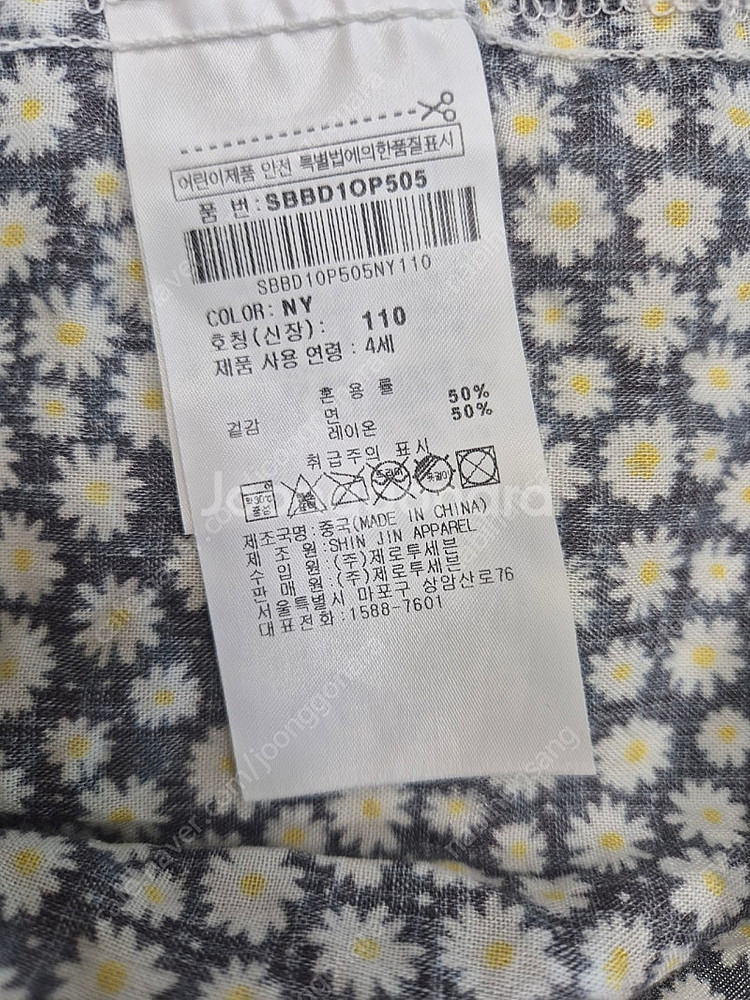 어린이제품 안전 특별법에의한품질표시
품 번:SBBD1OP505
SBBD10P505NY110
COLOR: NY
호칭(신장): 110
제품 사용 연령 : 4세
혼 용 률
겉감 면 50%
레이온 50%
취급주의 표시
제조국명:중국(MADE IN CHINA)
제 조 원:SHIN JIN APPAREL
수 입 원:(주)제로투세븐
판 매 원:(주)제로투세븐
서울특별시 마포구 상암산로76
대표전화:1588-7601
Joonggonara